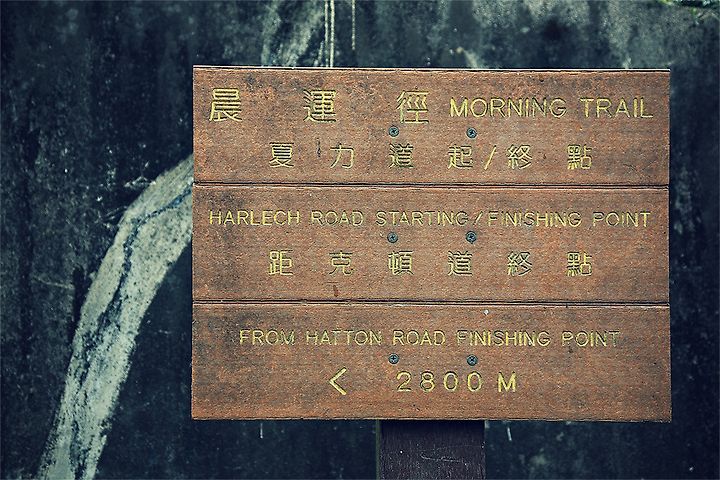 晨運徑 MORNING TRAIL
夏力道起/終點
HARLECH ROAD STARTING/FINISHING POINT
距克頓道終點
FROM HATTON ROAD FINISHING POINT
< 2800 M